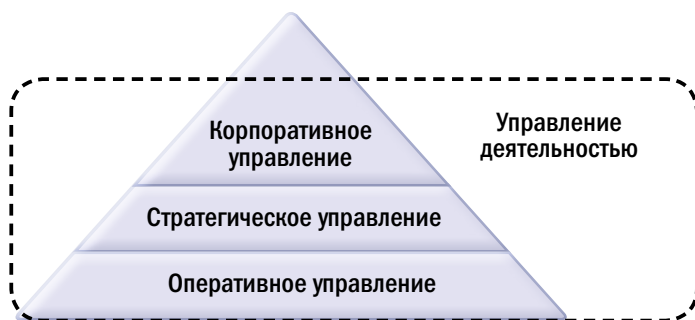 Корпоративное
управление
Управление
деятельностью
Стратегическое управление
Оперативное управление